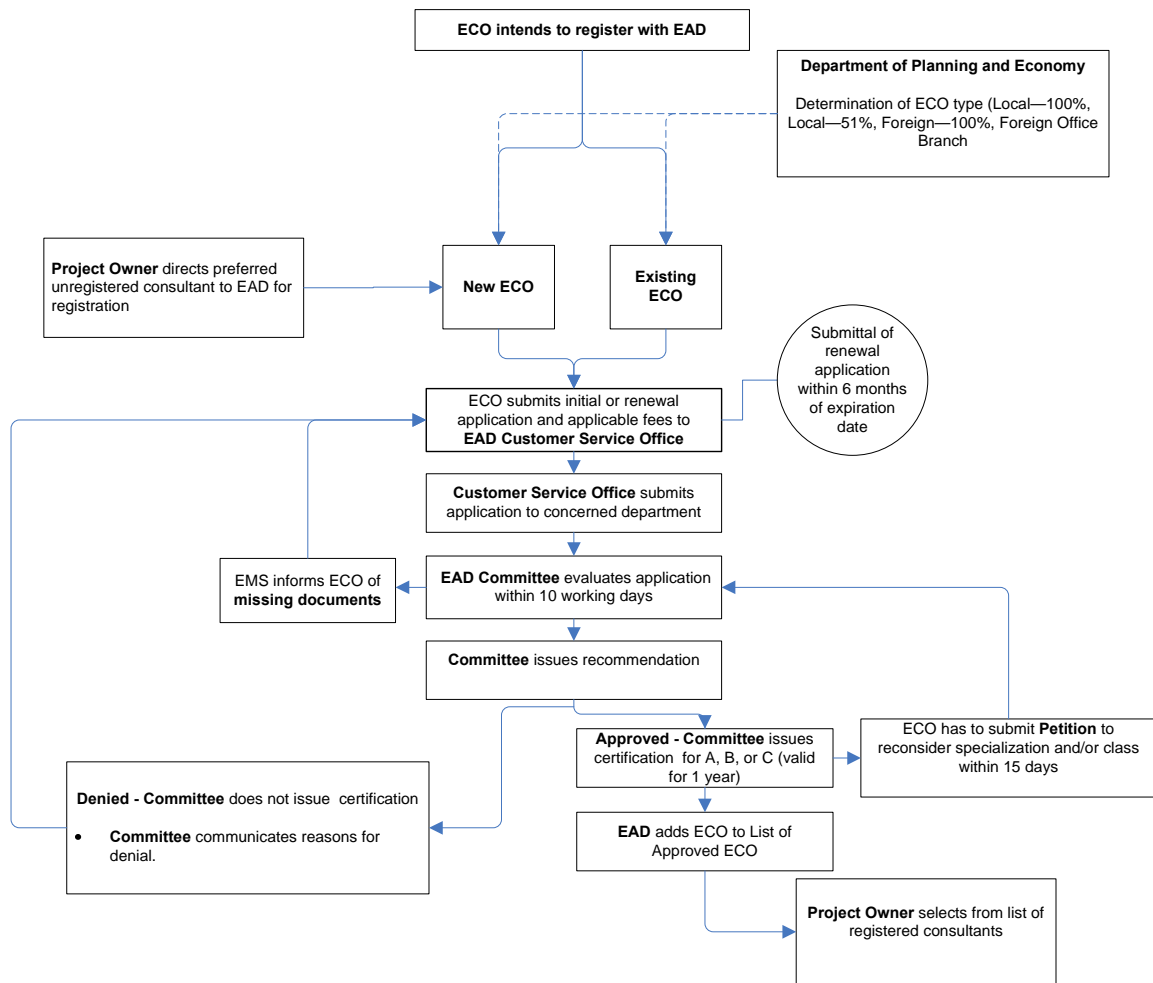 ECO intends to register with EAD
Department of Planning and Economy
Determination of ECO type (Local—100%,
Local—51%, Foreign—100%, Foreign Office
Branch
Project Owner directs preferred
unregistered consultant to EAD for
registration
New ECO
Existing
ECO
Submittal of
renewal
application
within 6 months
of expiration
date
ECO submits initial or renewal
application and applicable fees to
EAD Customer Service Office
Customer Service Office submits
application to concerned department
EMS informs ECO of
missing documents
EAD Committee evaluates application
within 10 working days
Committee issues recommendation
Approved - Committee issues
certification for A, B, or C (valid
for 1 year)
ECO has to submit Petition to
reconsider specialization and/or class
within 15 days
Denied - Committee does not issue certification
• Committee communicates reasons for
denial.
EAD adds ECO to List of
Approved ECO
Project Owner selects from list of
registered consultants